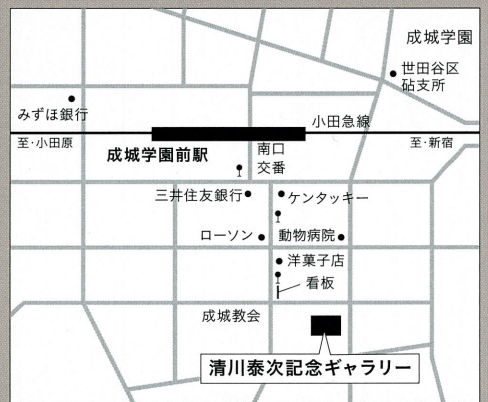 成城学園
世田谷区
砧支所
みずほ銀行
小田急線
至・小田原
至・新宿
成城学園前駅
南口
交番
三井住友銀行
ケンタッキー
ローソン
動物病院
洋菓子店
看板
成城教会
清川泰次記念ギャラリー